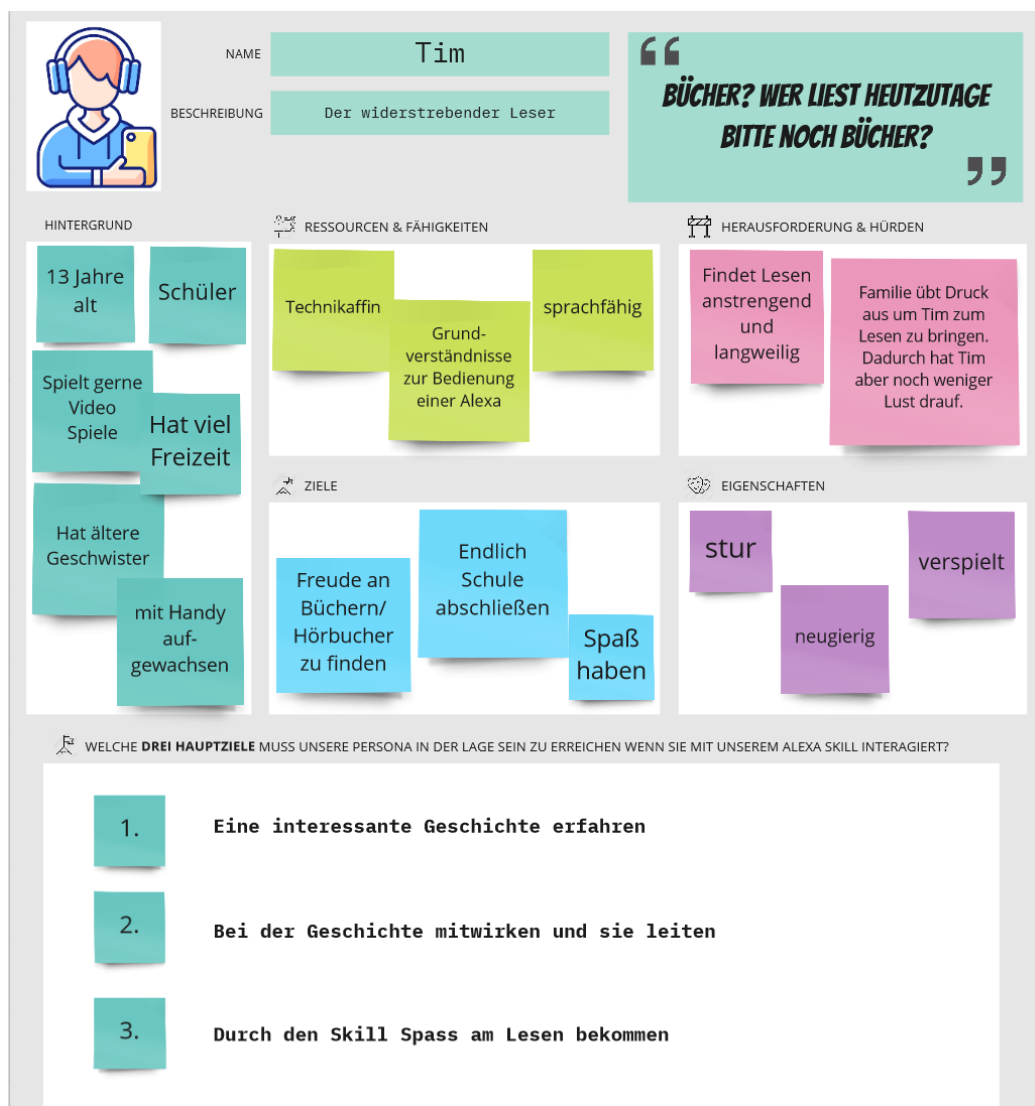 NAME
Tim
BESCHREIBUNG
Der widerstrebender Leser
“
BÜCHER? WER LIEST HEUTZUTAGE
BITTE NOCH BÜCHER?
”
HINTERGRUND
13 Jahre
alt
Schüler
Spielt gerne
Video
Spiele
Hat viel
Freizeit
Hat ältere
Geschwister
mit Handy
auf-
gewachsen
RESSOURCEN & FÄHIGKEITEN
Technikaffin
Grund-
verständnisse
zur Bedienung
einer Alexa
sprachfähig
HERAUSFORDERUNG & HÜRDEN
Findet Lesen
anstrengend
und
langweilig
Familie übt Druck
aus um Tim zum
Lesen zu bringen.
Dadurch hat Tim
aber noch weniger
Lust drauf.
ZIELE
Freude an
Büchern/
Hörbucher
zu finden
Endlich
Schule
abschließen
Spaß
haben
EIGENSCHAFTEN
stur
neugierig
verspielt
WELCHE DREI HAUPTZIELE MUSS UNSERE PERSONA IN DER LAGE SEIN ZU ERREICHEN WENN SIE MIT UNSEREM ALEXA SKILL INTERAGIERT?
1. Eine interessante Geschichte erfahren
2. Bei der Geschichte mitwirken und sie leiten
3. Durch den Skill Spass am Lesen bekommen